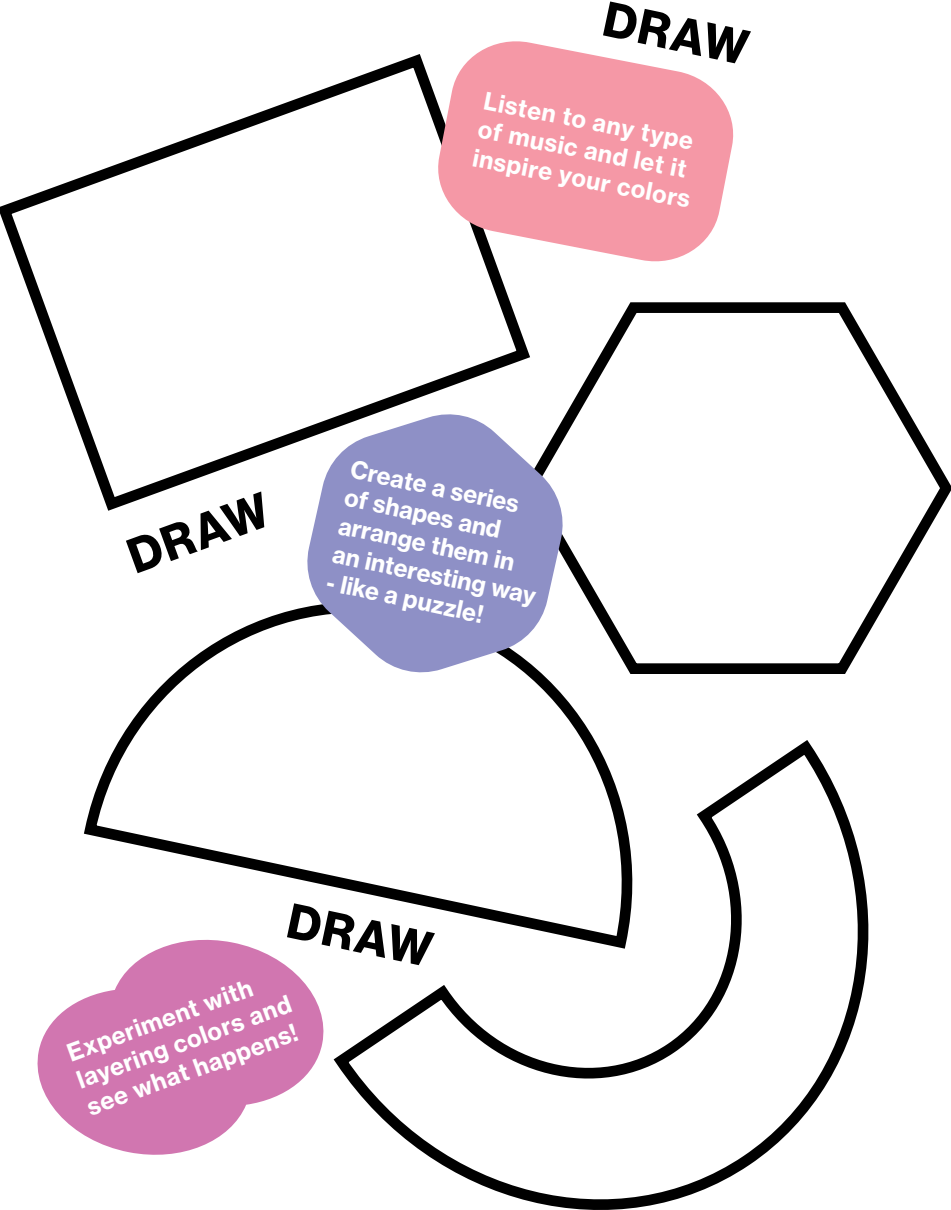 DRAW
Listen to any type
of music and let it
inspire your colors
Create a series
of shapes and
arrange them in
an interesting way
- like a puzzle!
DRAW
DRAW
Experiment with
layering colors and
see what happens!